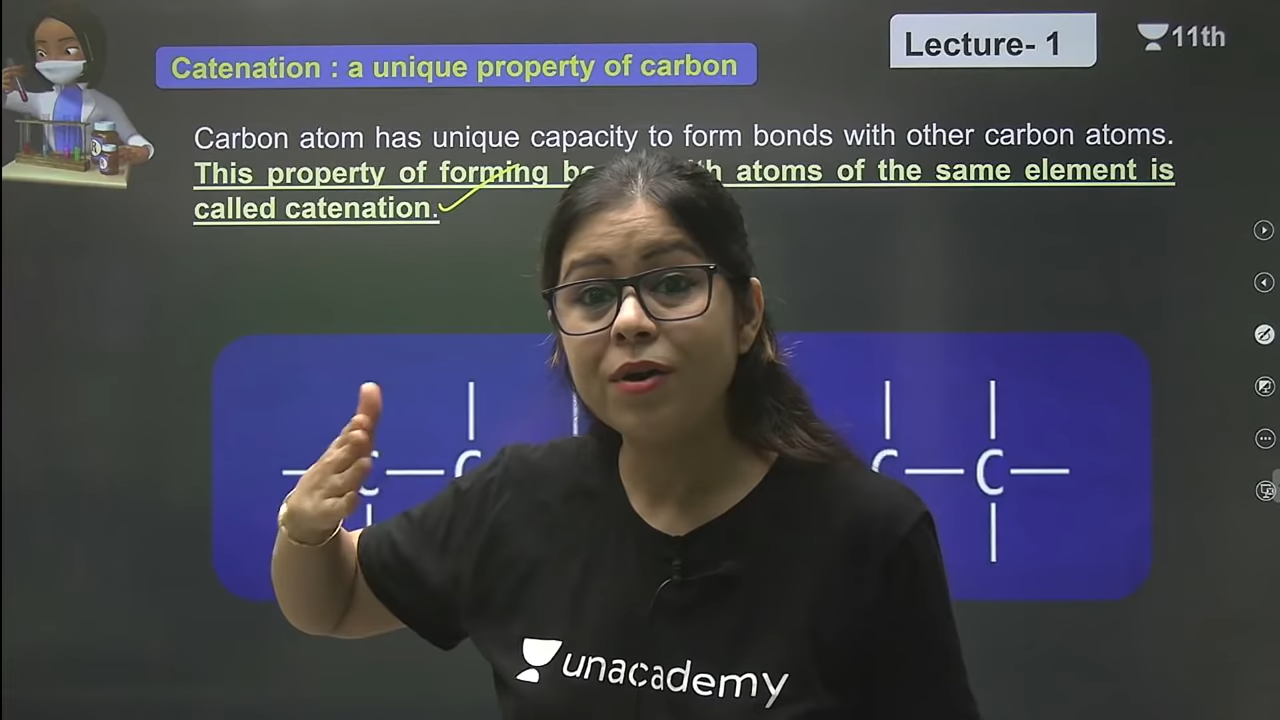 Lecture- 1
11th
Catenation : a unique property of carbon
Carbon atom has unique capacity to form bonds with other carbon atoms.
This property of forming atoms of the same element is
called catenation.
C C C C
unacademy